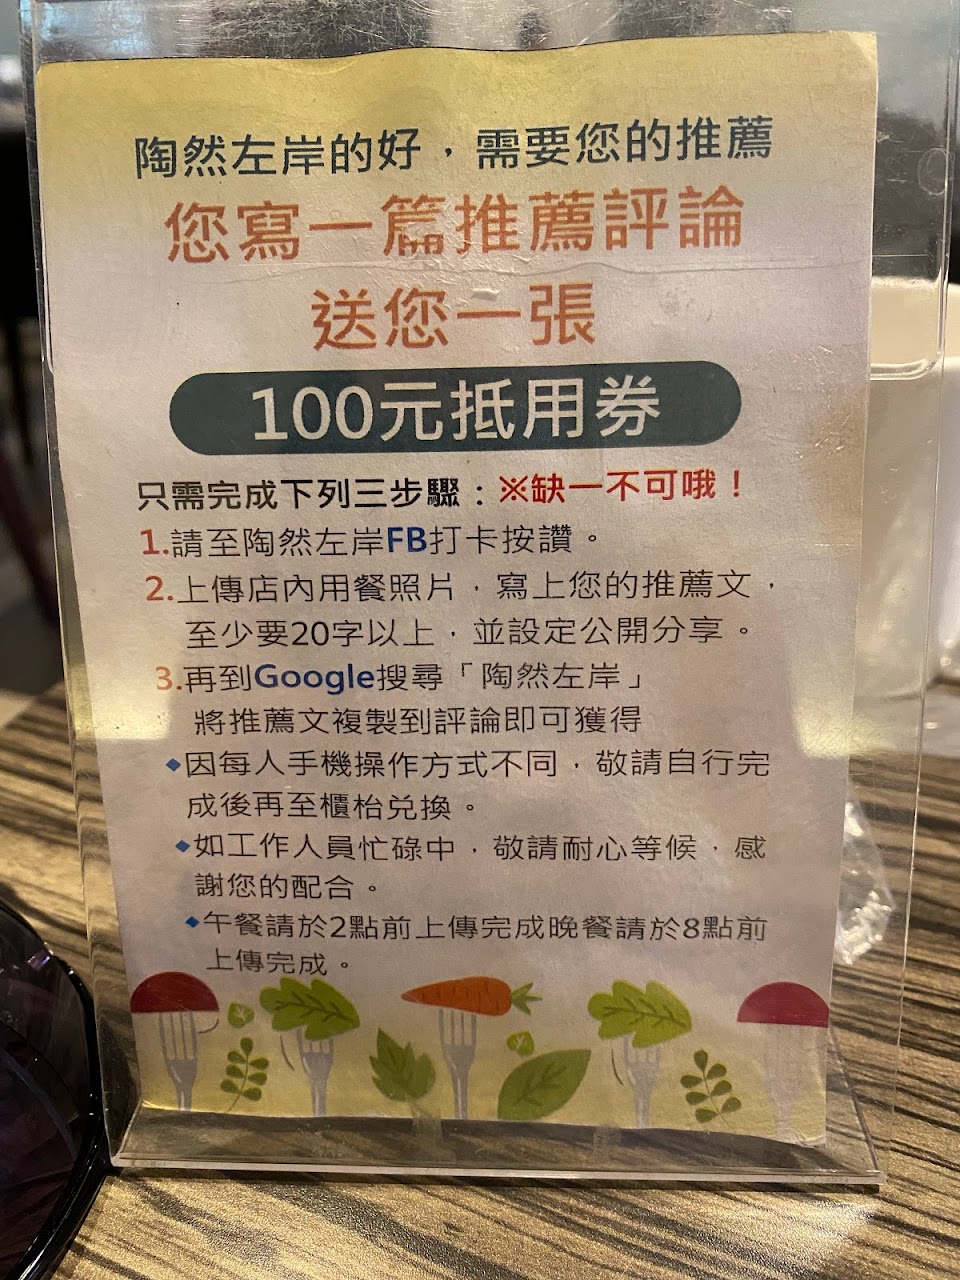 陶然左岸的好，需要您的推薦
您寫一篇推薦評論
送您一張
100元抵用券
只需完成下列三步驟：※缺一不可哦！
1.請至陶然左岸FB打卡按讚。
2.上傳店內用餐照片，寫上您的推薦文，
至少要20字以上，並設定公開分享。
3.再到Google搜尋「陶然左岸」
將推薦文複製到評論即可獲得
◆因每人手機操作方式不同，敬請自行完
成後再至櫃枱兌換。
◆如工作人員忙碌中，敬請耐心等候，感
謝您的配合。
◆午餐請於2點前上傳完成晚餐請於8點前
上傳完成。